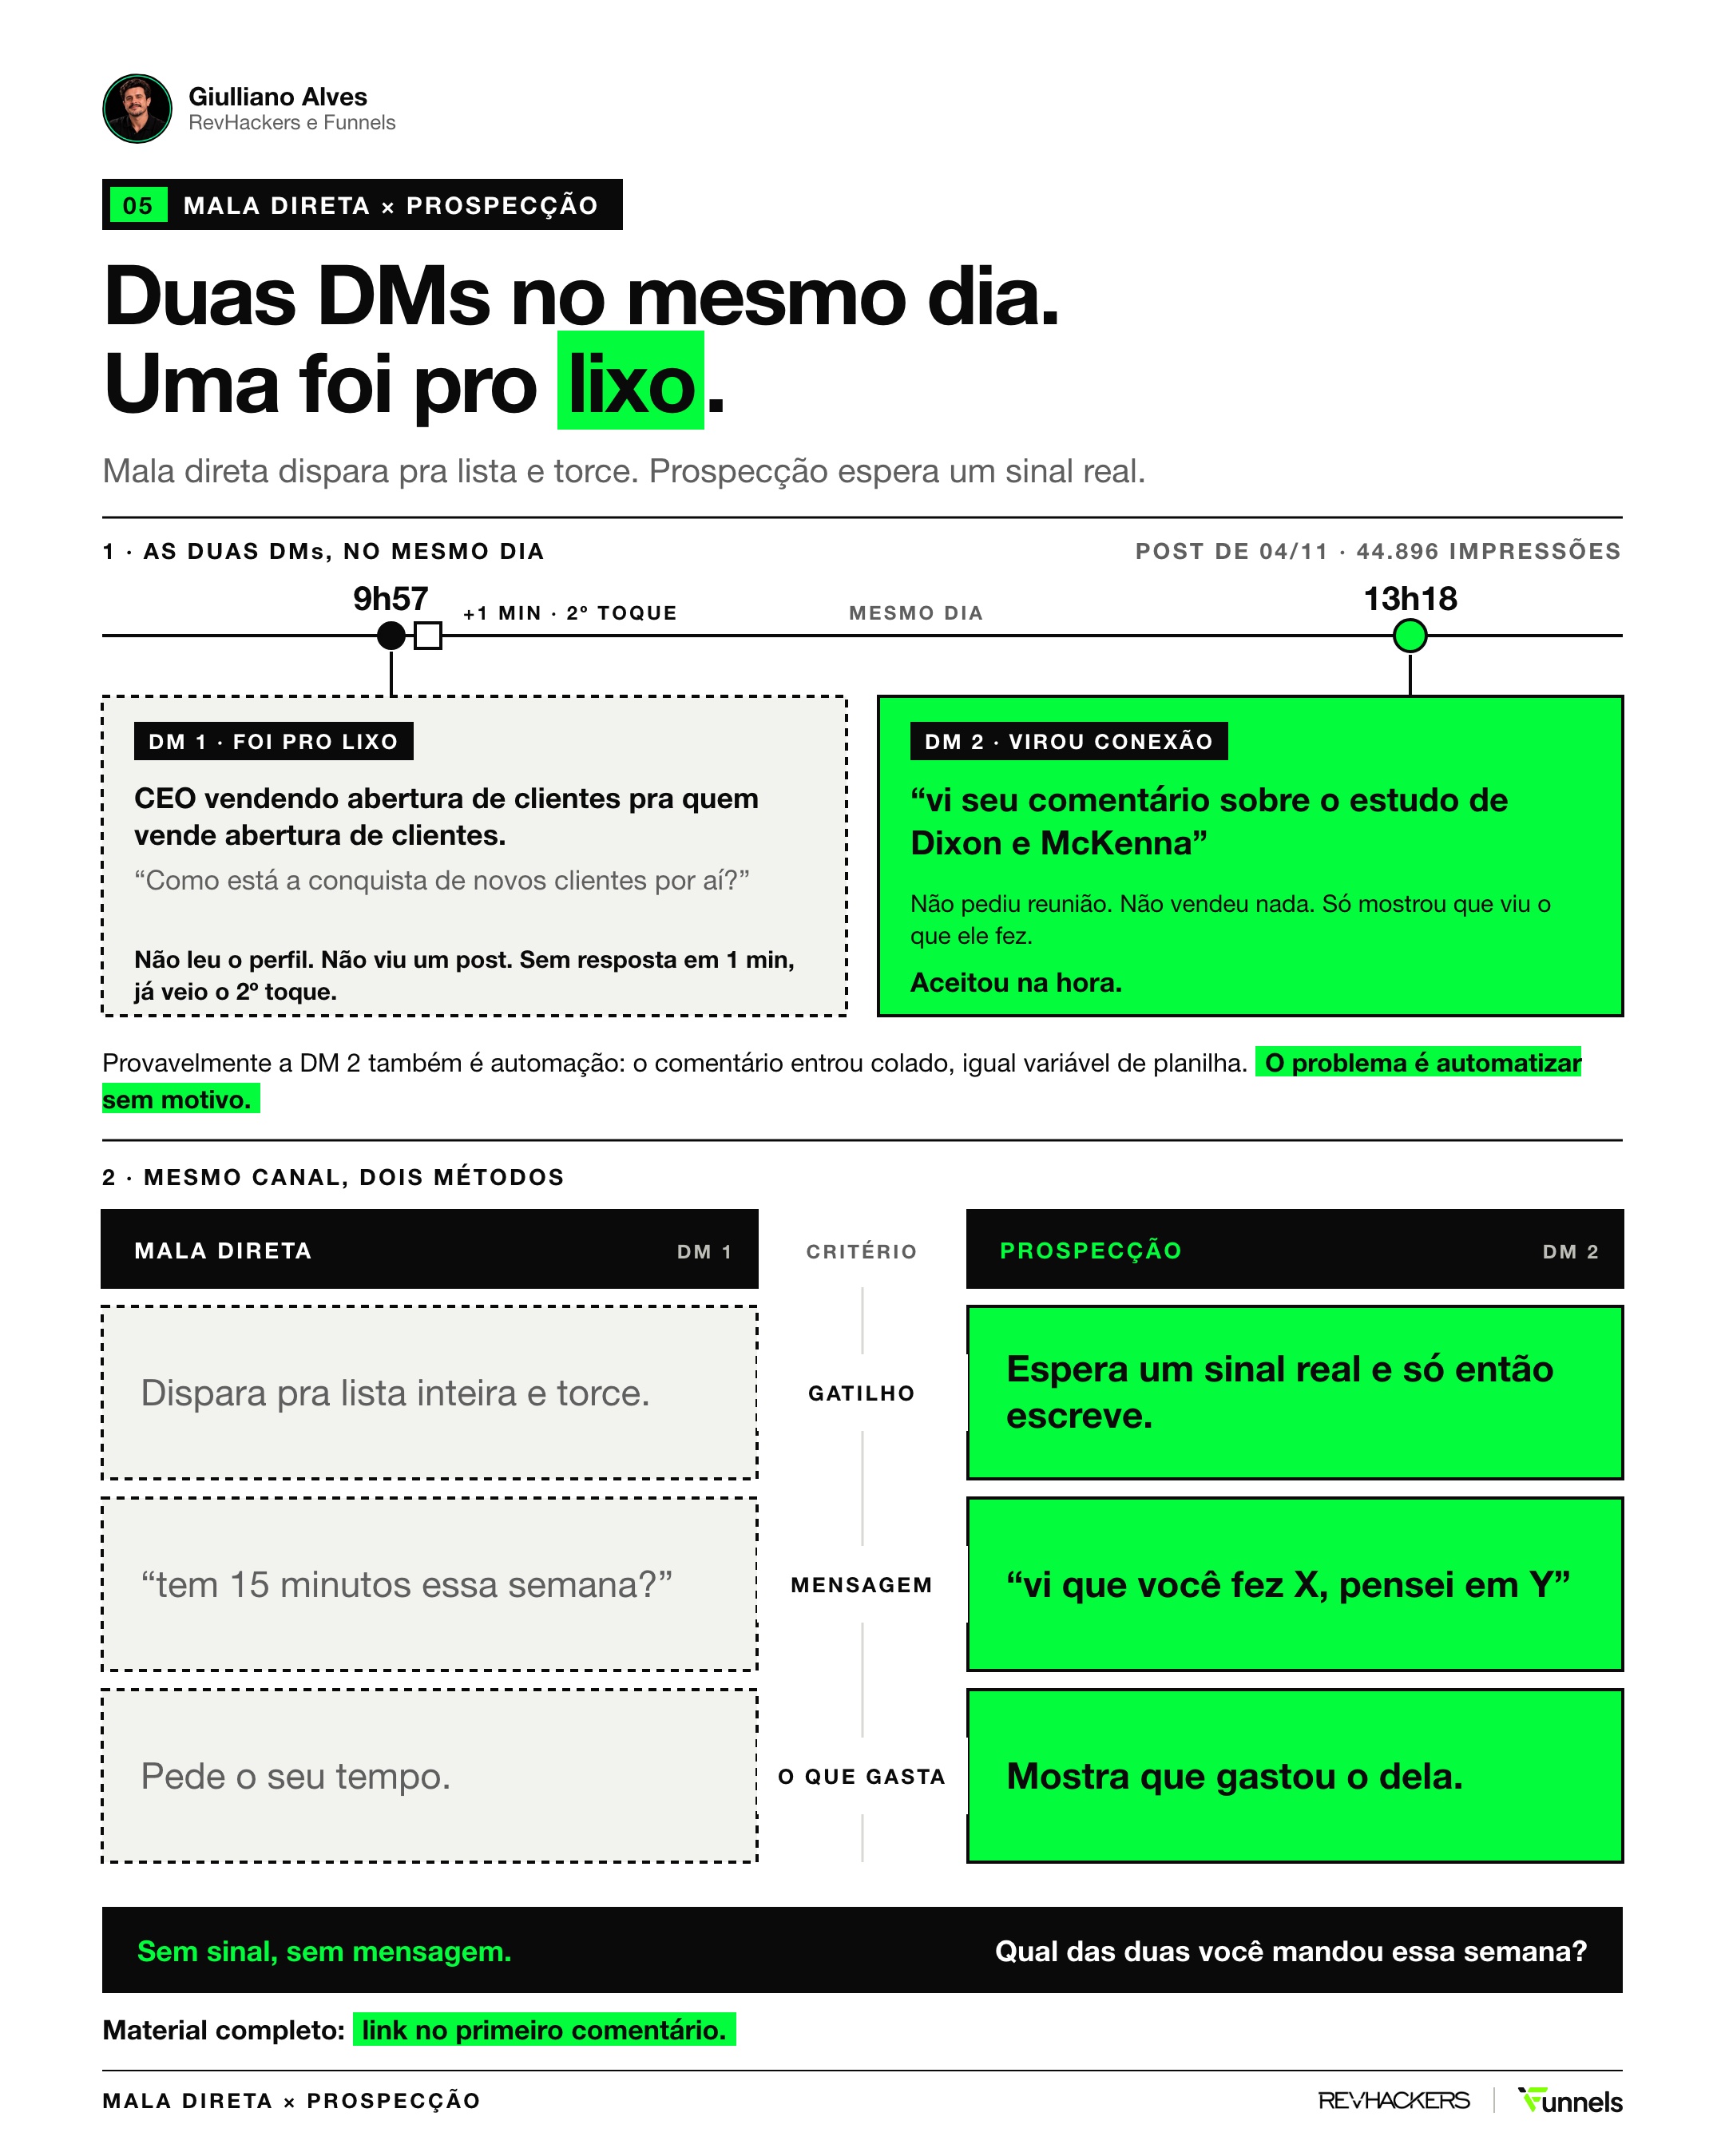 Giulliano Alves
RevHackers e Funnels
05 MALA DIRETA × PROSPECÇÃO
Duas DMs no mesmo dia.
Uma foi pro lixo.
Mala direta dispara pra lista e torce. Prospecção espera um sinal real.
1 · AS DUAS DMs, NO MESMO DIA
POST DE 04/11 · 44.896 IMPRESSÕES
9h57
+1 MIN · 2º TOQUE
MESMO DIA
13h18
DM 1 · FOI PRO LIXO
CEO vendendo abertura de clientes pra quem
vende abertura de clientes.
“Como está a conquista de novos clientes por aí?”
Não leu o perfil. Não viu um post. Sem resposta em 1 min,
já veio o 2º toque.
DM 2 · VIROU CONEXÃO
“vi seu comentário sobre o estudo de
Dixon e McKenna”
Não pediu reunião. Não vendeu nada. Só mostrou que viu o
que ele fez.
Aceitou na hora.
Provavelmente a DM 2 também é automação: o comentário entrou colado, igual variável de planilha. O problema é automatizar
sem motivo.
2 · MESMO CANAL, DOIS MÉTODOS
MALA DIRETA DM 1
CRITÉRIO
PROSPECÇÃO DM 2
Dispara pra lista inteira e torce.
GATILHO
Espera um sinal real e só então
escreve.
“tem 15 minutos essa semana?”
MENSAGEM
“vi que você fez X, pensei em Y”
Pede o seu tempo.
O QUE GASTA
Mostra que gastou o dela.
Sem sinal, sem mensagem.
Qual das duas você mandou essa semana?
Material completo: link no primeiro comentário.
MALA DIRETA × PROSPECÇÃO
REVHACKERS
Funnels